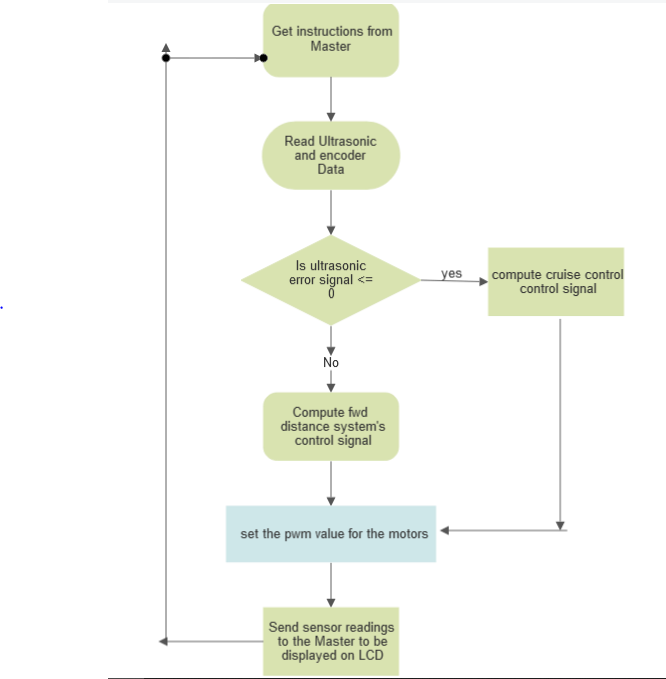 Get instructions from
Master
Read Ultrasonic
and encoder
Data
Is ultrasonic
error signal <=
0
yes
compute cruise control
control signal
No
Compute fwd
distance system's
control signal
set the pwm value for the motors
Send sensor readings
to the Master to be
displayed on LCD